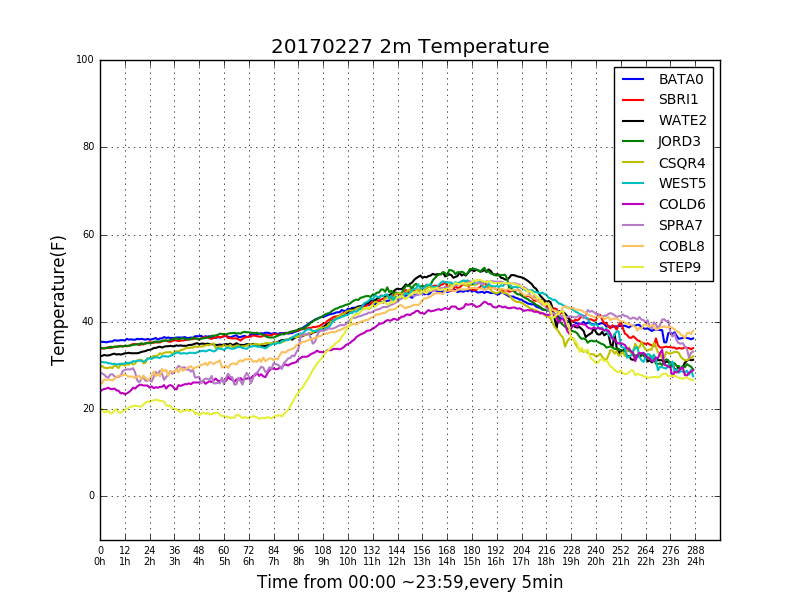 20170227 2m Temperature
100
80
60
40
20
0
Temperature(F)
BATA0
SBRI1
WATE2
JORD3
CSQR4
WEST5
COLD6
SPRA7
COBL8
STEP9
0 12 24 36 48 60 72 84 96 108 120 132 144 156 168 180 192 204 216 228 240 252 264 276 288
0h 1h 2h 3h 4h 5h 6h 7h 8h 9h 10h 11h 12h 13h 14h 15h 16h 17h 18h 19h 20h 21h 22h 23h 24h
Time from 00:00 ~23:59,every 5min